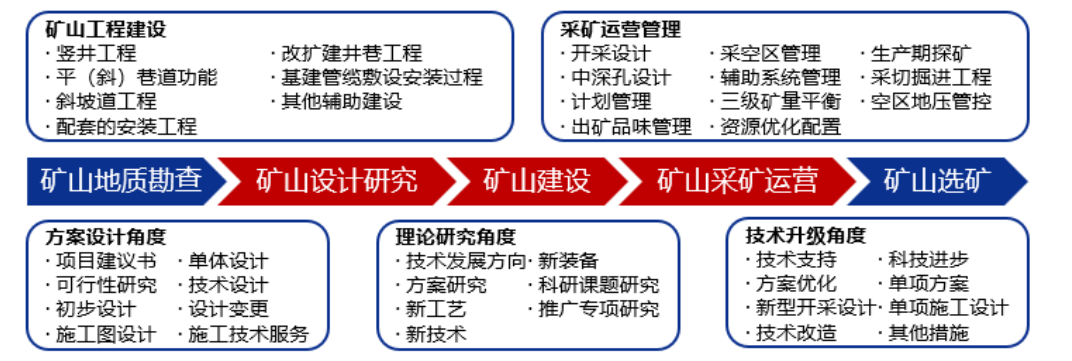 矿山工程建设
· 竖井工程 · 改扩建井巷工程
· 平（斜）巷道功能 · 基建管缆敷设安装过程
· 斜坡道工程 · 其他辅助建设
· 配套的安装工程
采矿运营管理
· 开采设计 · 采空区管理 · 生产期探矿
· 中深孔设计 · 辅助系统管理 · 采切掘进工程
· 计划管理 · 三级矿量平衡 · 空区地压管控
· 出矿品味管理 · 资源优化配置
矿山地质勘查 矿山设计研究 矿山建设 矿山采矿运营 矿山选矿
方案设计角度
· 项目建议书 · 单体设计
· 可行性研究 · 技术设计
· 初步设计 · 设计变更
· 施工图设计 · 施工技术服务
理论研究角度
· 技术发展方向 · 新装备
· 方案研究 · 科研课题研究
· 新工艺 · 推广专项研究
· 新技术
技术升级角度
· 技术支持 · 科技进步
· 方案优化 · 单项方案
· 新型开采设计 · 单项施工设计
· 技术改造 · 其他措施